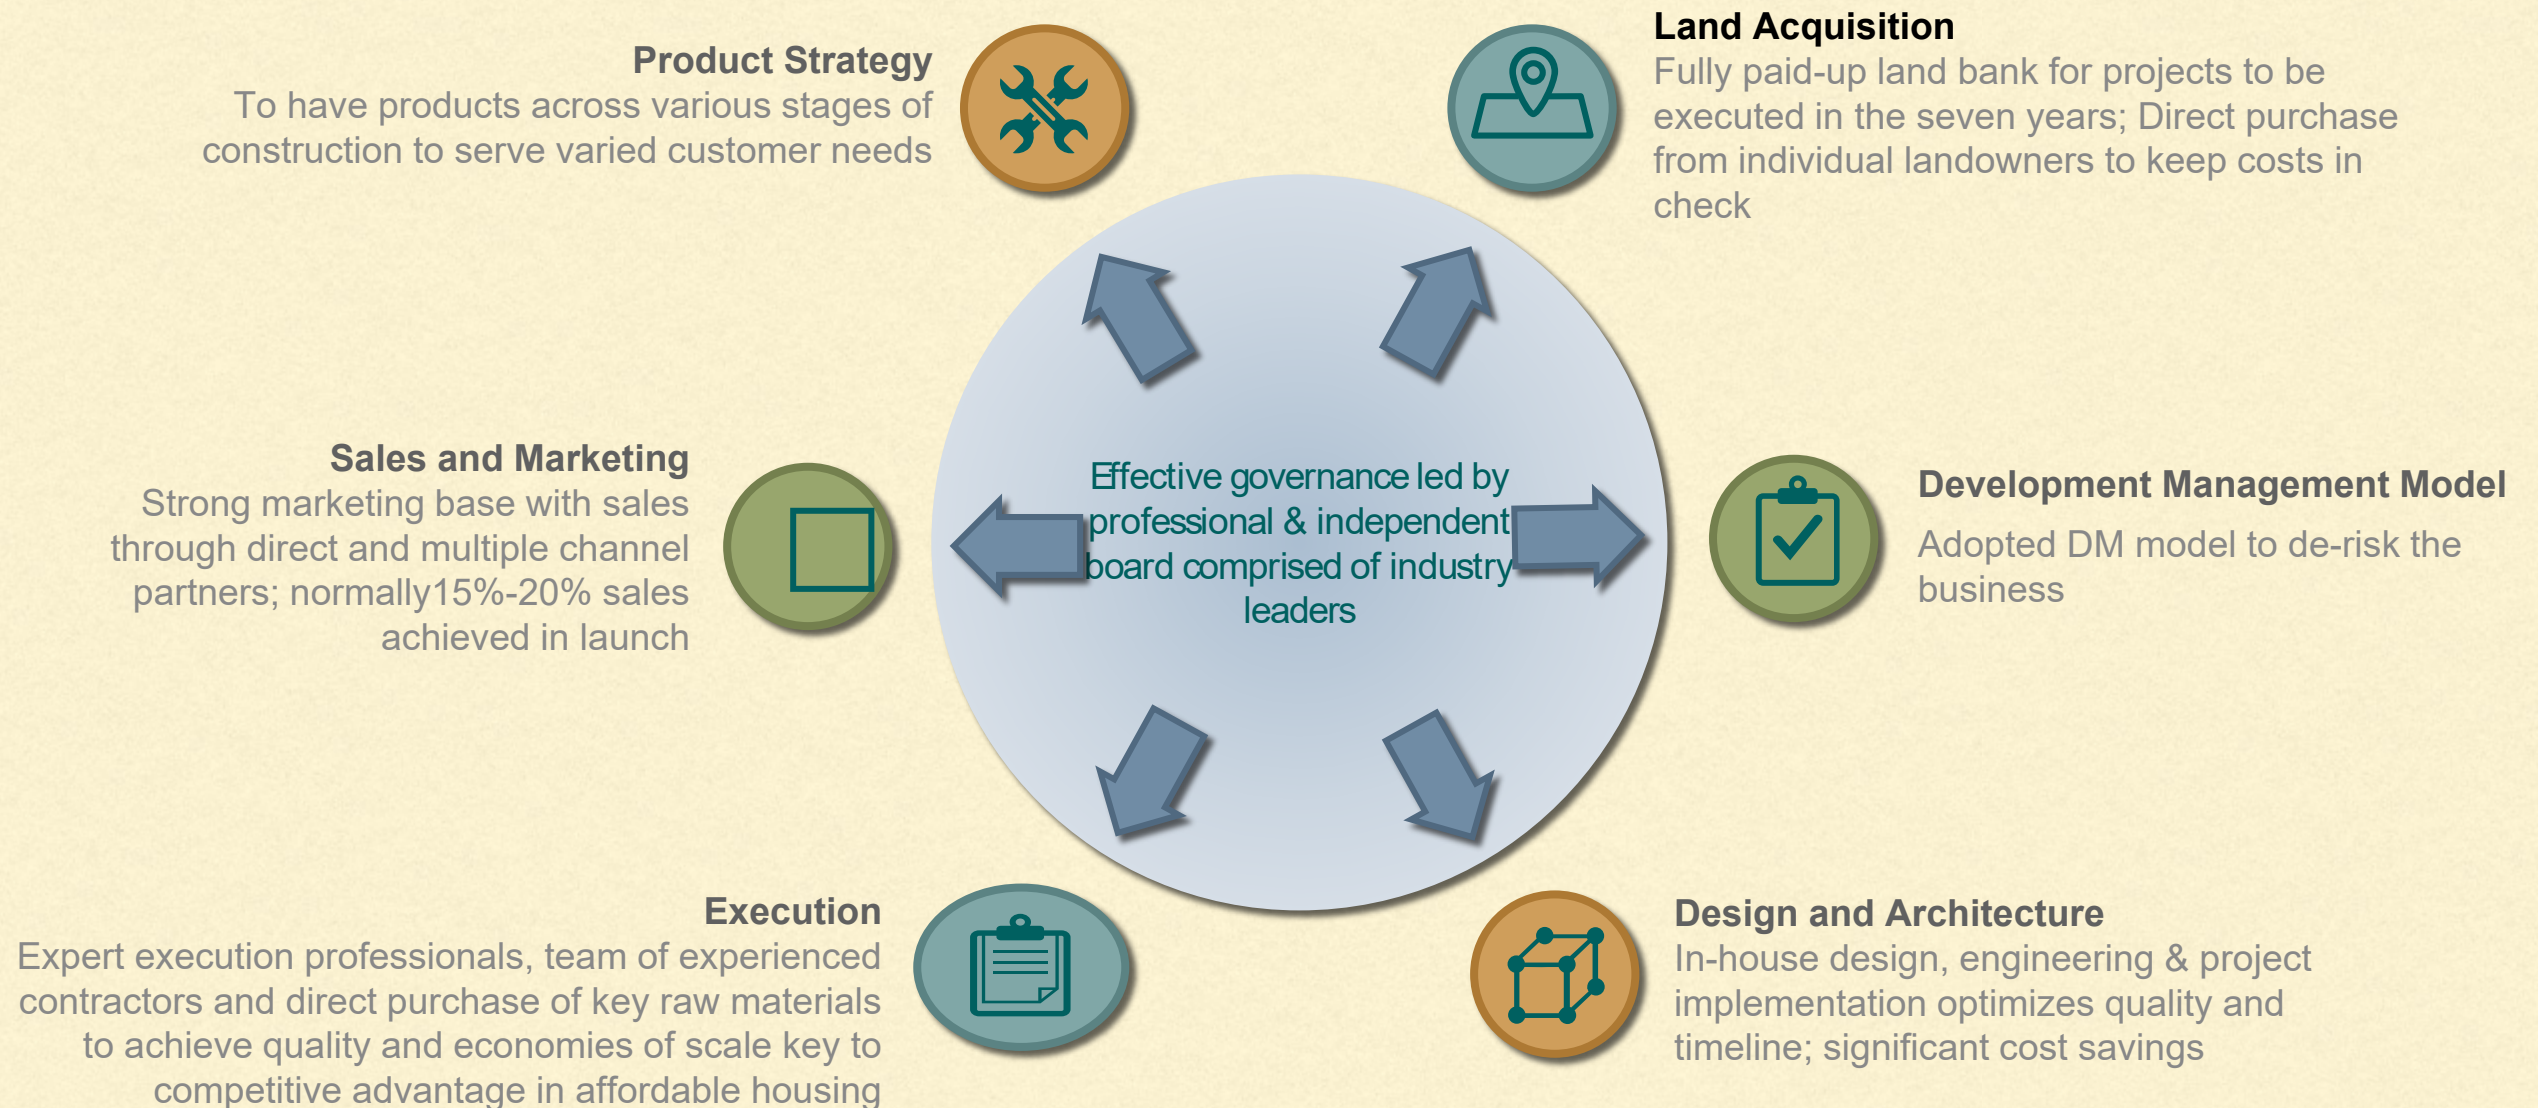 Product Strategy
To have products across various stages of
construction to serve varied customer needs
Land Acquisition
Fully paid-up land bank for projects to be
executed in the seven years; Direct purchase
from individual landowners to keep costs in
check
Sales and Marketing
Strong marketing base with sales
through direct and multiple channel
partners; normally15%-20% sales
achieved in launch
Effective governance led by
professional & independent
board comprised of industry
leaders
Development Management Model
Adopted DM model to de-risk the
business
Execution
Expert execution professionals, team of experienced
contractors and direct purchase of key raw materials
to achieve quality and economies of scale key to
competitive advantage in affordable housing
Design and Architecture
In-house design, engineering & project
implementation optimizes quality and
timeline; significant cost savings